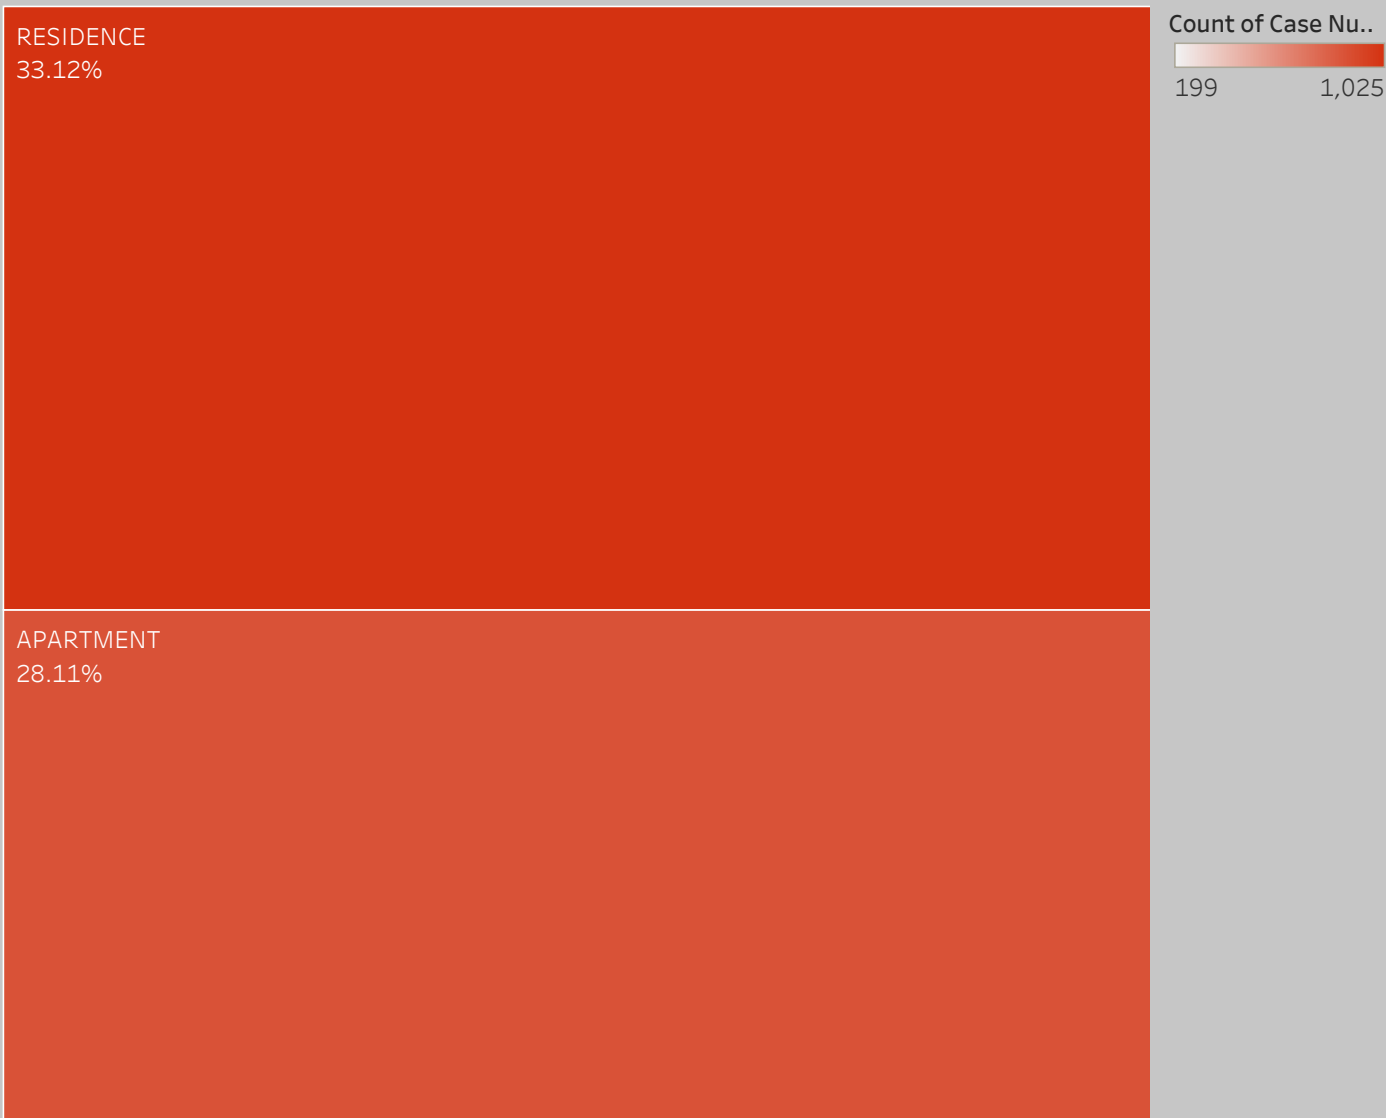 RESIDENCE
33.12%
APARTMENT
28.11%
Count of Case Nu..
199 1,025